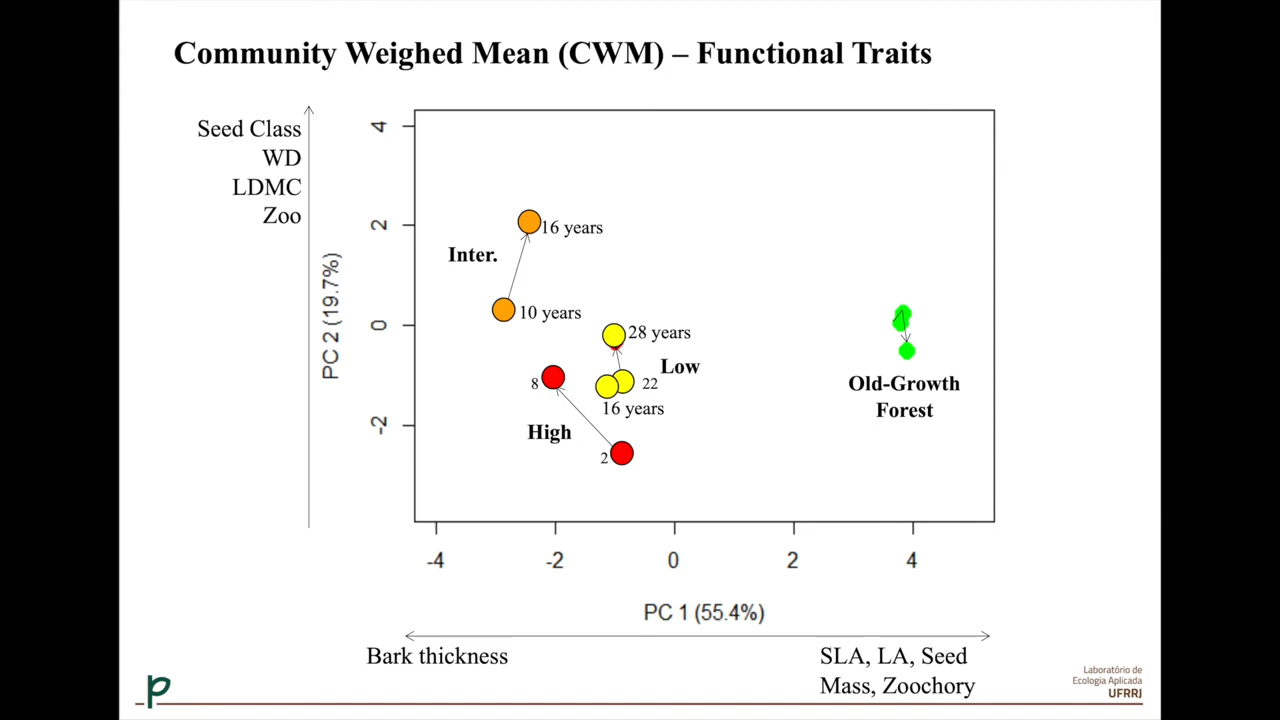 Community Weighed Mean (CWM) – Functional Traits
Seed Class
WD
LDMC
Zoo
PC 2 (19.7%)
4
2
0
-2
16 years
Inter.
10 years
28 years
Low
8
22
16 years
High
2
Old-Growth
Forest
-4
-2
0
2
4
PC 1 (55.4%)
Bark thickness
SLA, LA, Seed
Mass, Zoochory
Laboratório de
Ecologia Aplicada
UFRRJ